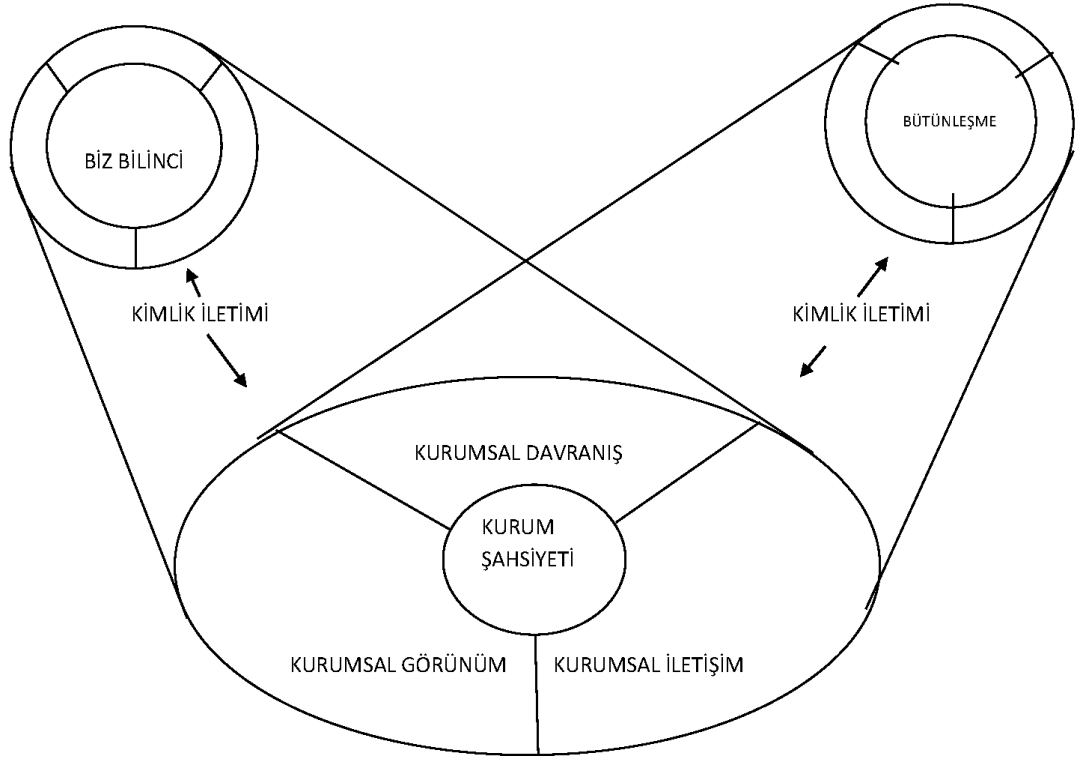 BÜTÜNLEŞME
BİZ BİLİNCİ
KİMLİK İLETİMİ
KİMLİK İLETİMİ
KURUMSAL DAVRANIŞ
KURUM
ŞAHSİYETİ
KURUMSAL GÖRÜNÜM
KURUMSAL İLETİŞİM